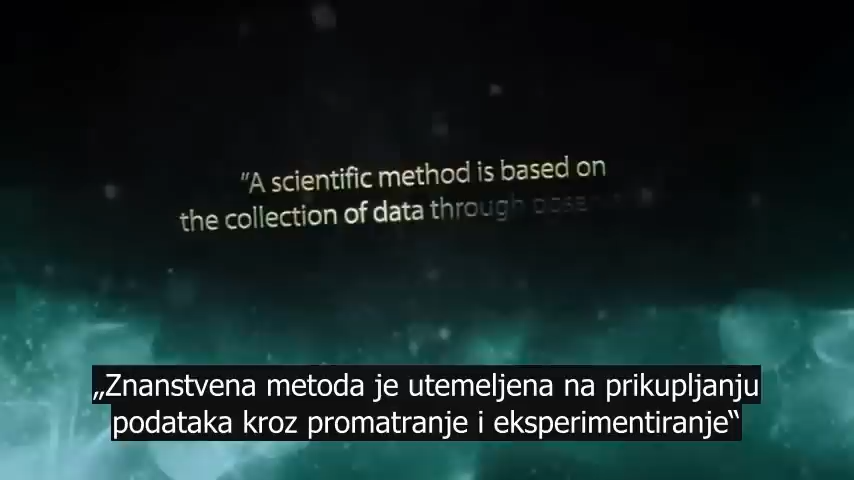 "A scientific method is based on
the collection of data through
„Znanstvena metoda je utemeljena na prikupljanju
podataka kroz promatranje i eksperimentiranje“